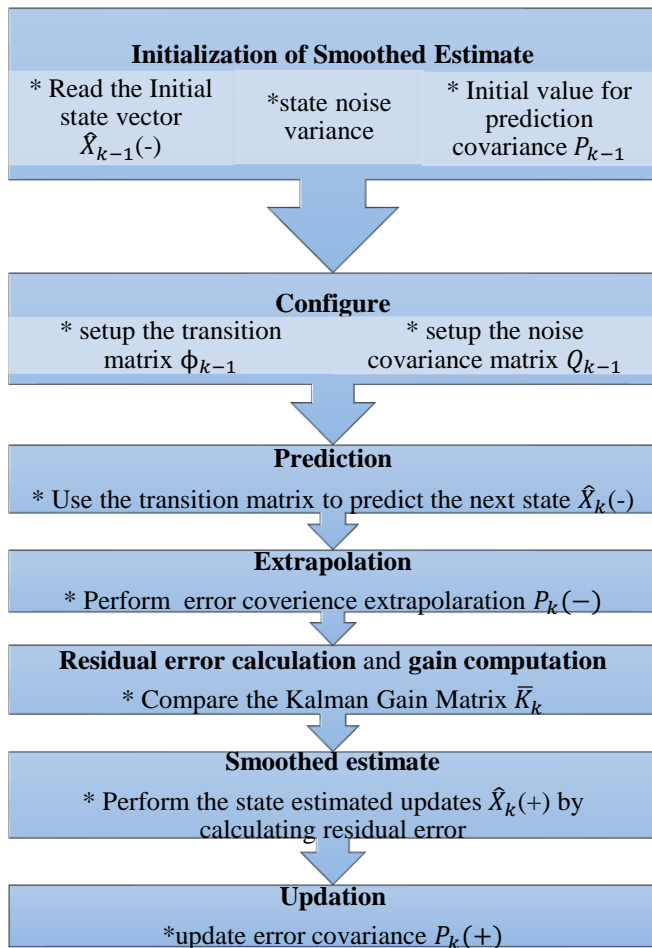 Initialization of Smoothed Estimate
* Read the Initial
state vector
X̂ₖ₋₁(-)
*state noise
variance
* Initial value for
prediction
covariance Pₖ₋₁
Configure
* setup the transition
matrix ϕₖ₋₁
* setup the noise
covariance matrix Qₖ₋₁
Prediction
* Use the transition matrix to predict the next state X̂ₖ(-)
Extrapolation
* Perform error coverience extrapolaration Pₖ(−)
Residual error calculation and gain computation
* Compare the Kalman Gain Matrix K̅ₖ
Smoothed estimate
* Perform the state estimated updates X̂ₖ(+) by
calculating residual error
Updation
*update error covariance Pₖ(+)